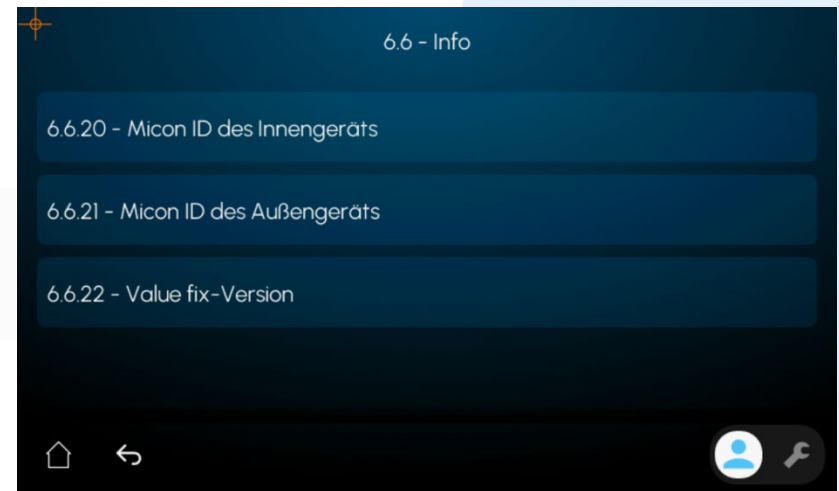 6.6 - Info
6.6.20 - Micon ID des Innengeräts
6.6.21 - Micon ID des Außengeräts
6.6.22 - Value fix-Version